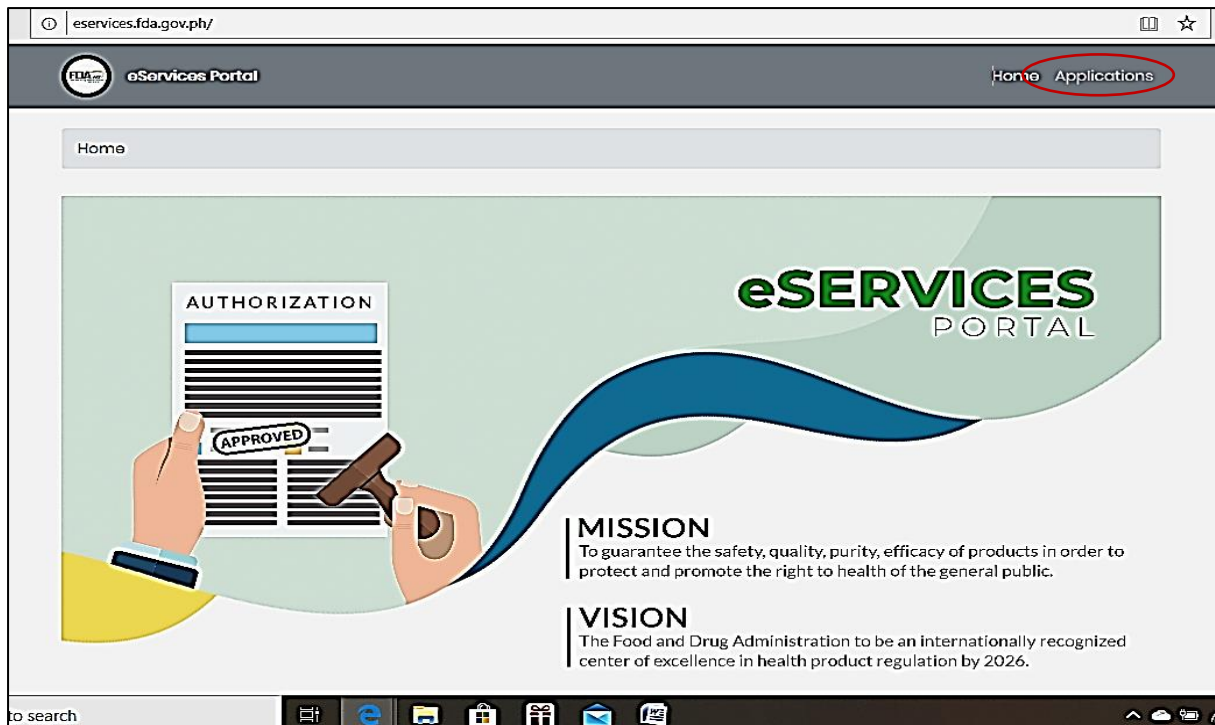 eservices.fda.gov.ph/
FDA
eServices Portal
Home Applications
Home
AUTHORIZATION
APPROVED
eSERVICES
PORTAL
MISSION
To guarantee the safety, quality, purity, efficacy of products in order to
protect and promote the right to health of the general public.
VISION
The Food and Drug Administration to be an internationally recognized
center of excellence in health product regulation by 2026.
to search